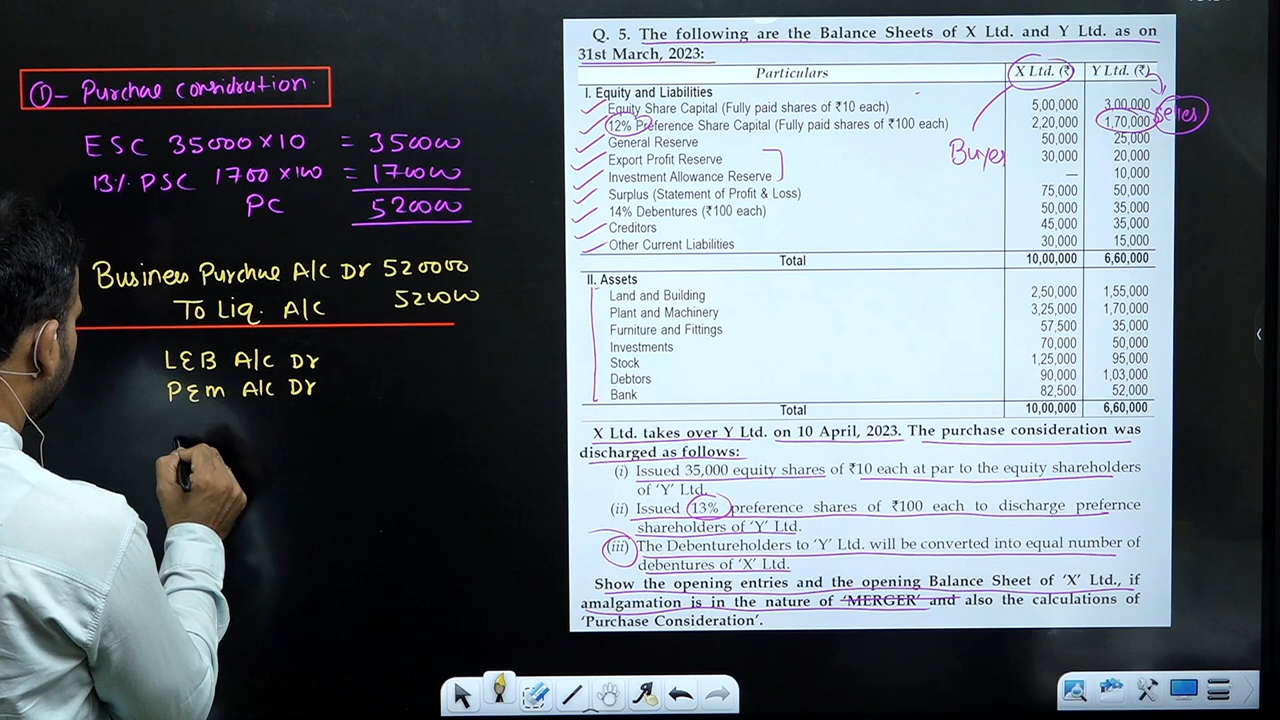 ① – Purchase considration
ESC 35000 × 10 = 350000
13% PSC 1700 × 100 = 170000
PC 520000
Business Purchase A/c Dr 520000
To Liq. A/c 520000
L&B A/c Dr
P&M A/c Dr
Q. 5. The following are the Balance Sheets of X Ltd. and Y Ltd. as on
31st March, 2023:
Particulars X Ltd. (₹) Y Ltd. (₹)
I. Equity and Liabilities
Equity Share Capital (Fully paid shares of ₹10 each) 5,00,000 3,00,000
12% Preference Share Capital (Fully paid shares of ₹100 each) 2,20,000 1,70,000
General Reserve 50,000 25,000
Export Profit Reserve 30,000 20,000
Investment Allowance Reserve — 10,000
Surplus (Statement of Profit & Loss) 75,000 50,000
14% Debentures (₹100 each) 50,000 35,000
Creditors 45,000 35,000
Other Current Liabilities 30,000 15,000
Total 10,00,000 6,60,000
Buyer
II. Assets
Land and Building 2,50,000 1,55,000
Plant and Machinery 3,25,000 1,70,000
Furniture and Fittings 57,500 35,000
Investments 70,000 50,000
Stock 1,25,000 95,000
Debtors 90,000 1,03,000
Bank 82,500 52,000
Total 10,00,000 6,60,000
X Ltd. takes over Y Ltd. on 10 April, 2023. The purchase consideration was
discharged as follows:
(i) Issued 35,000 equity shares of ₹10 each at par to the equity shareholders
of 'Y' Ltd.
(ii) Issued 13% preference shares of ₹100 each to discharge prefernce
shareholders of 'Y' Ltd.
(iii) The Debentureholders to 'Y' Ltd. will be converted into equal number of
debentures of 'X' Ltd.
Show the opening entries and the opening Balance Sheet of 'X' Ltd., if
amalgamation is in the nature of 'MERGER' and also the calculations of
'Purchase Consideration'.